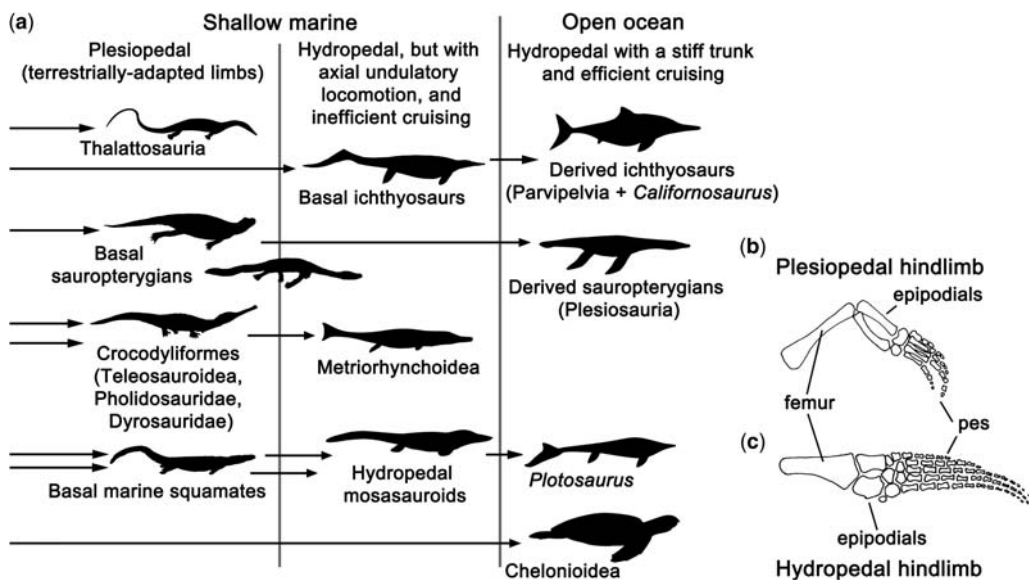 (a)
Shallow marine
Open ocean
Plesiopedal
(terrestrially-adapted limbs)
Hydropedal, but with
axial undulatory
locomotion, and
inefficient cruising
Hydropedal with a stiff trunk
and efficient cruising
Thalattosauria
Basal ichthyosaurs
Derived ichthyosaurs
(Parvipelvia + Californosaurus)
Basal
sauropterygians
Derived sauropterygians
(Plesiosauria)
Crocodyliformes
(Teleosauroidea,
Pholidosauridae,
Dyrosauridae)
Metriorhynchoidea
Basal marine squamates
Hydropedal
mosasauroids
Plotosaurus
Chelonioidea
(b)
Plesiopedal hindlimb
epipodials
femur
pes
(c)
epipodials
Hydropedal hindlimb